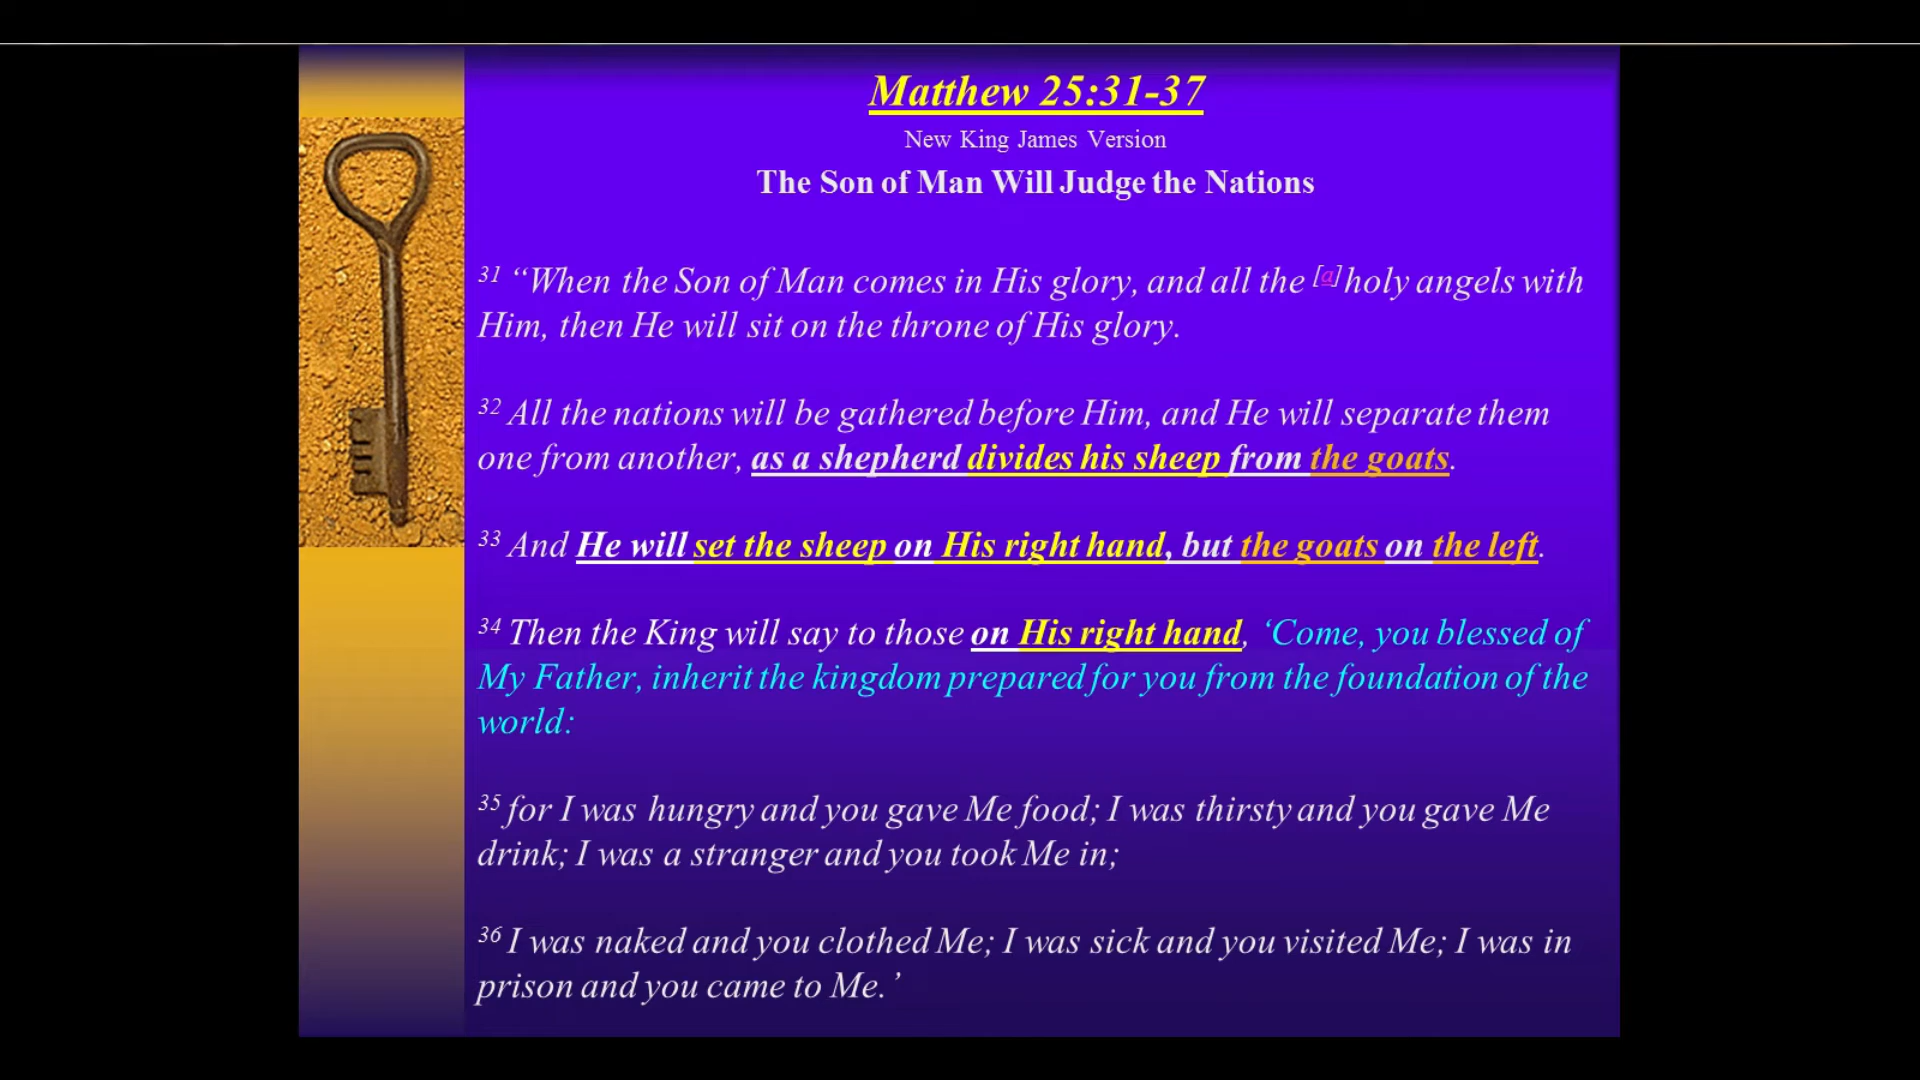 Matthew 25:31-37
New King James Version
The Son of Man Will Judge the Nations
31 “When the Son of Man comes in His glory, and all the [a]holy angels with
Him, then He will sit on the throne of His glory.
32 All the nations will be gathered before Him, and He will separate them
one from another, as a shepherd divides his sheep from the goats.
33 And He will set the sheep on His right hand, but the goats on the left.
34 Then the King will say to those on His right hand, ‘Come, you blessed of
My Father, inherit the kingdom prepared for you from the foundation of the
world:
35 for I was hungry and you gave Me food; I was thirsty and you gave Me
drink; I was a stranger and you took Me in;
36 I was naked and you clothed Me; I was sick and you visited Me; I was in
prison and you came to Me.’